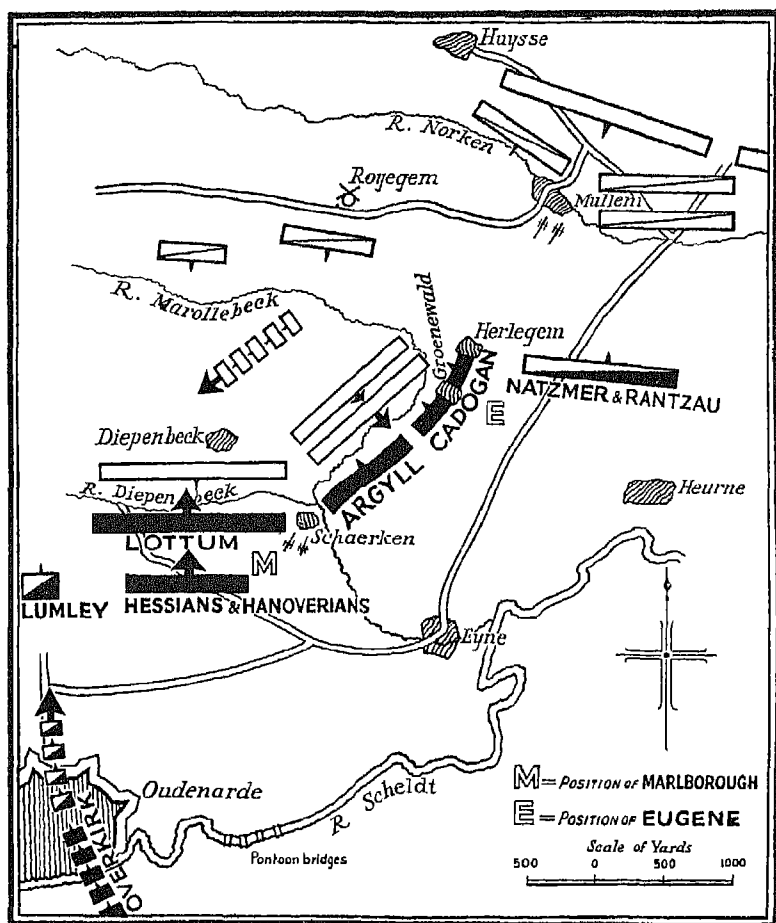 Huysse
R. Norken
Royegem
Mullem
R. Marollebeck
Groenewald
Herlegem
CADOGAN
E
NATZMER & RANTZAU
Diepenbeck
ARGYLL
R. Diepenbeck
Heurne
LOTTUM
Schaerken
M
LUMLEY
HESSIANS & HANOVERIANS
Eyne
Oudenarde
OVERKIRK
R Scheldt
Pontoon bridges
M = POSITION OF MARLBOROUGH
E = POSITION OF EUGENE
Scale of Yards
500 0 500 1000